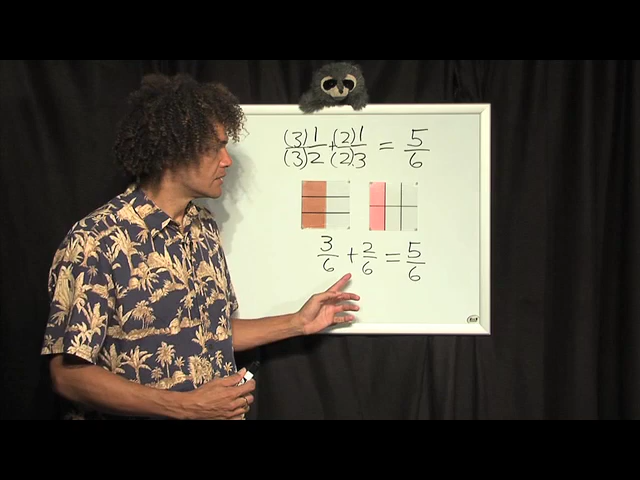 (3)1/(3)2 + (2)1/(2)·3 = 5/6
3/6 + 2/6 = 5/6